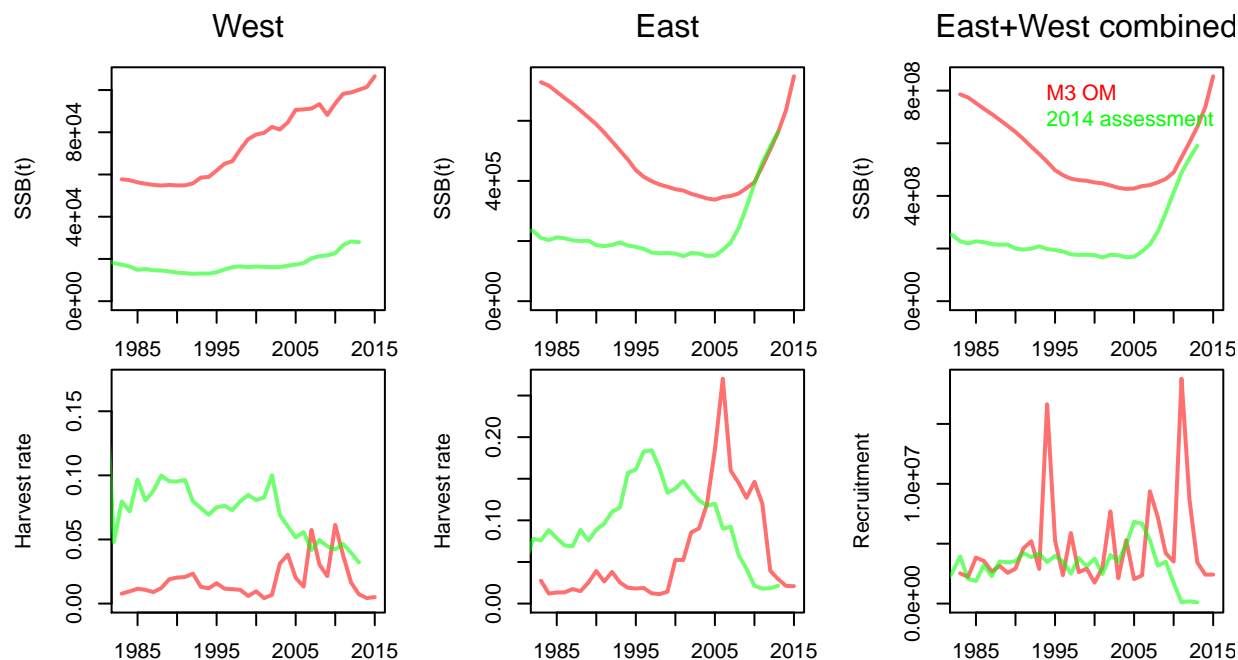 West
East
East+West combined
SSB(t)
0e+00
4e+04
8e+04
1985
1995
2005
2015
SSB(t)
0e+00
4e+05
1985
1995
2005
2015
SSB(t)
0e+00
4e+08
8e+08
M3 OM
2014 assessment
1985
1995
2005
2015
Harvest rate
0.00
0.05
0.10
0.15
1985
1995
2005
2015
Harvest rate
0.00
0.10
0.20
1985
1995
2005
2015
Recruitment
0.0e+00
1.0e+07
1985
1995
2005
2015